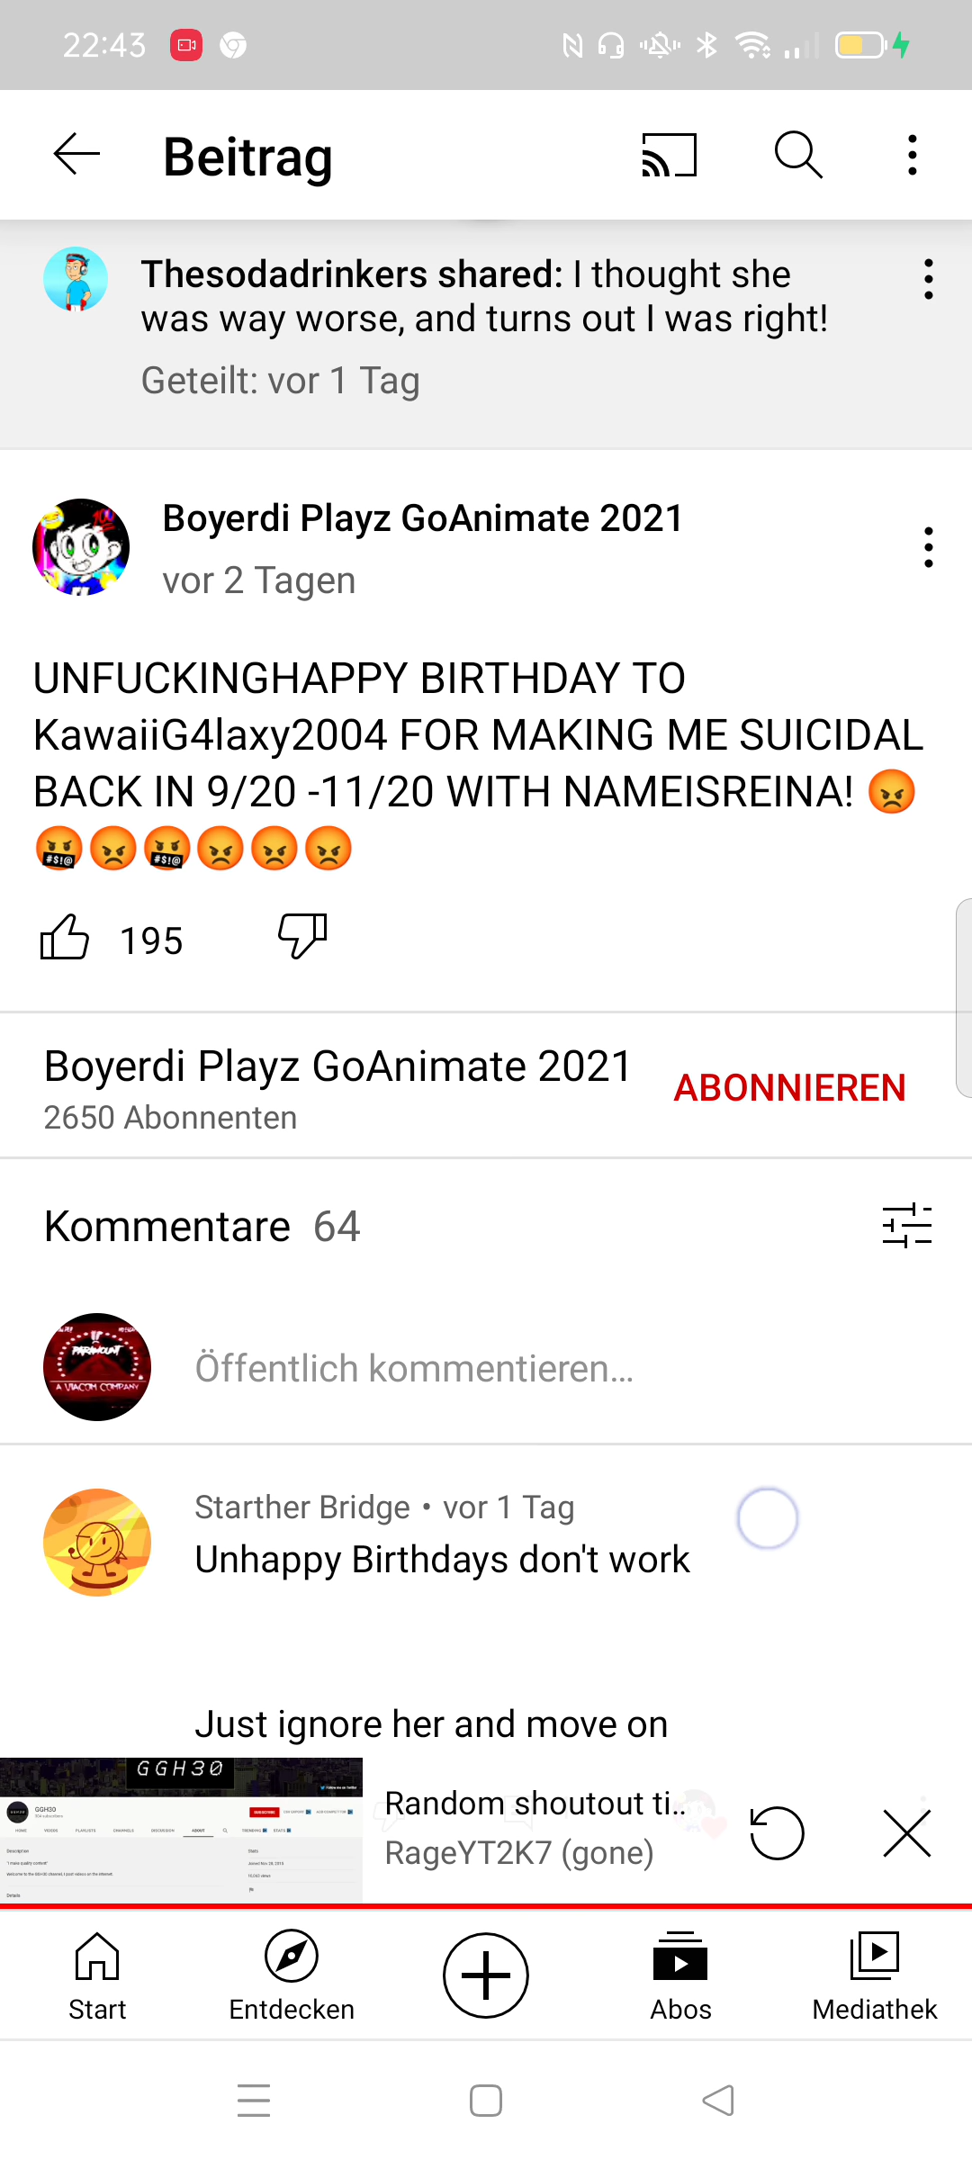 22:43
Beitrag
Thesodadrinkers shared: I thought she
was way worse, and turns out I was right!
Geteilt: vor 1 Tag
Boyerdi Playz GoAnimate 2021
vor 2 Tagen
UNFUCKINGHAPPY BIRTHDAY TO
KawaiiG4laxy2004 FOR MAKING ME SUICIDAL
BACK IN 9/20 -11/20 WITH NAMEISREINA! 😡
🤬😡🤬😡😡😡
195
Boyerdi Playz GoAnimate 2021
ABONNIEREN
2650 Abonnenten
Kommentare 64
PARAMOUNT
A VIACOM COMPANY
Öffentlich kommentieren...
Starther Bridge • vor 1 Tag
Unhappy Birthdays don't work
Just ignore her and move on
GGH30
GGH30
Random shoutout ti..
RageYT2K7 (gone)
Start
Entdecken
Abos
Mediathek